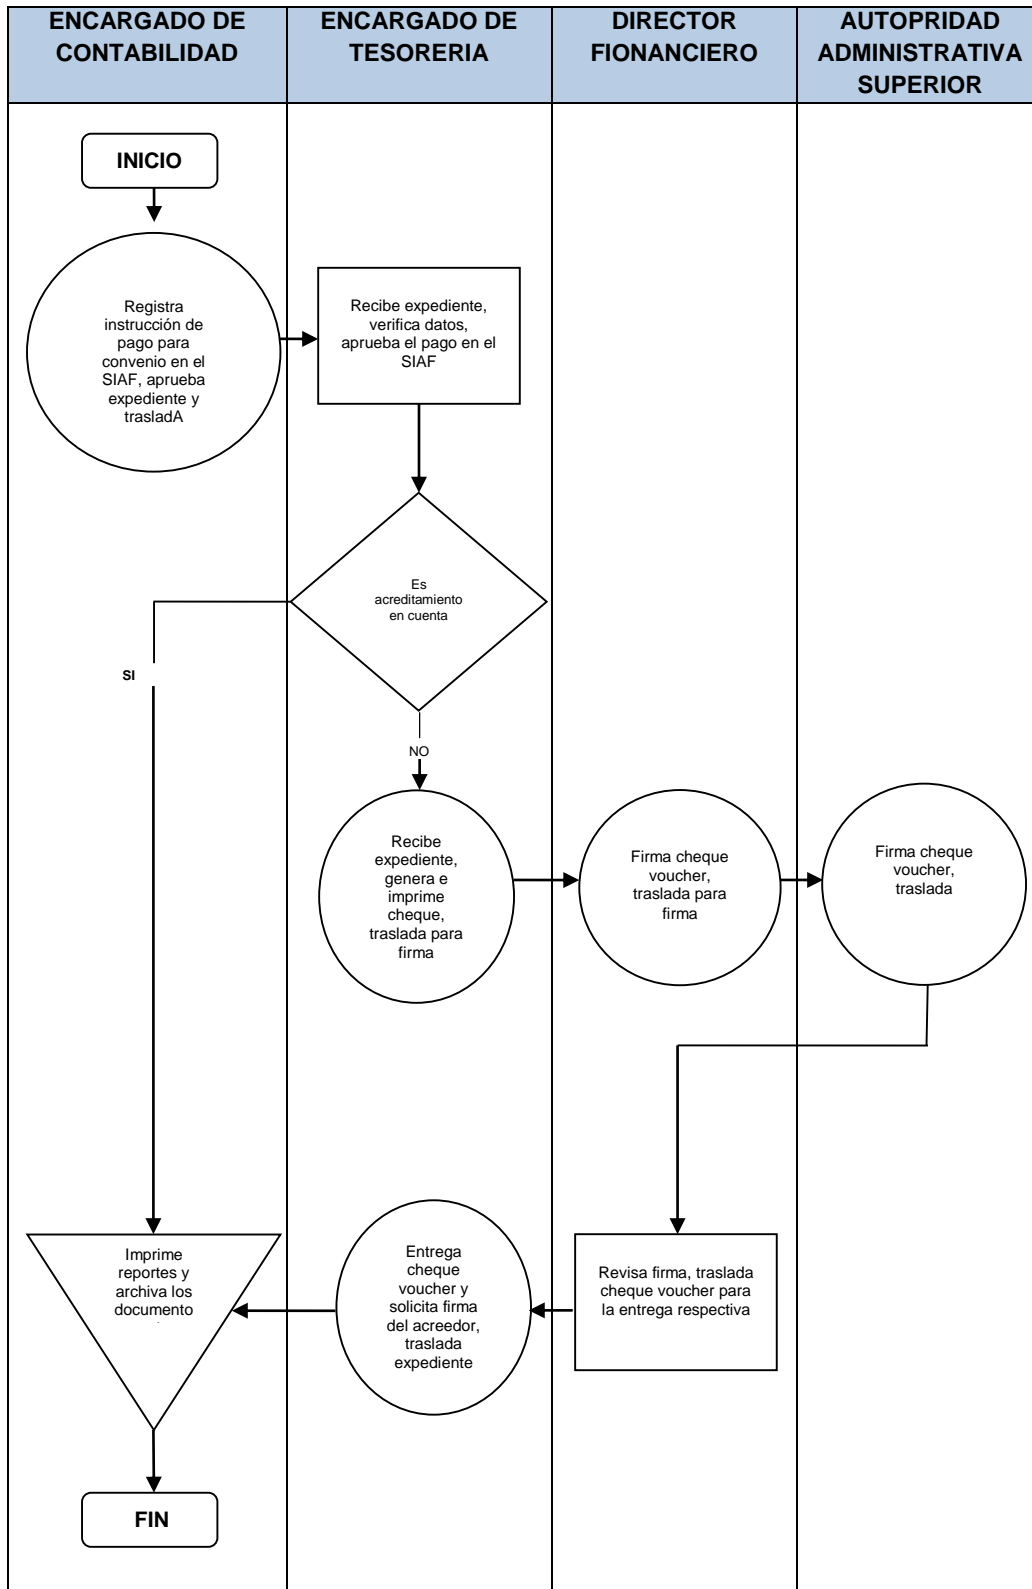 ENCARGADO DE
CONTABILIDAD
ENCARGADO DE
TESORERIA
DIRECTOR
FIONANCIERO
AUTOPRIDAD
ADMINISTRATIVA
SUPERIOR
INICIO
Registra
instrucción de
pago para
convenio en el
SIAF, aprueba
expediente y
trasladA
Recibe expediente,
verifica datos,
aprueba el pago en el
SIAF
Es
acreditamiento
en cuenta
SI
NO
Recibe
expediente,
genera e
imprime
cheque,
traslada para
firma
Firma cheque
voucher,
traslada para
firma
Firma cheque
voucher,
traslada
Imprime
reportes y
archiva los
documento
Entrega
cheque
voucher y
solicita firma
del acreedor,
traslada
expediente
Revisa firma, traslada
cheque voucher para
la entrega respectiva
FIN